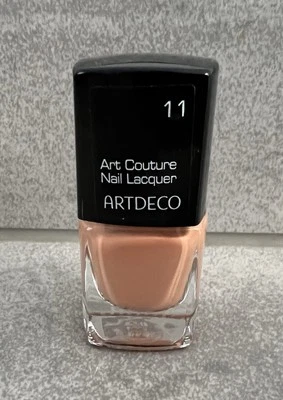 11
Art Couture
Nail Lacquer
ARTDECO